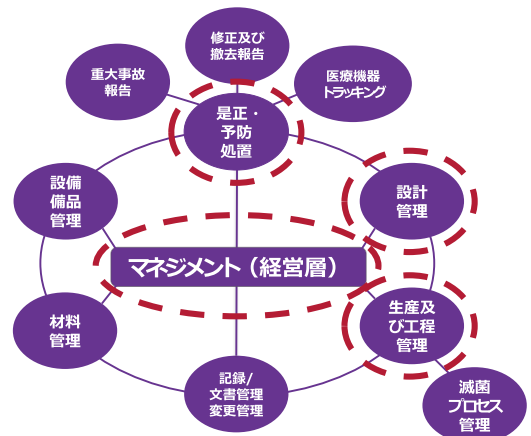 修正及び
撤去報告
重大事故
報告
医療機器
トラッキング
是正・
予防
処置
設備
備品
管理
設計
管理
マネジメント（経営層）
材料
管理
生産及
び工程
管理
記録/
文書管理
変更管理
滅菌
プロセス
管理